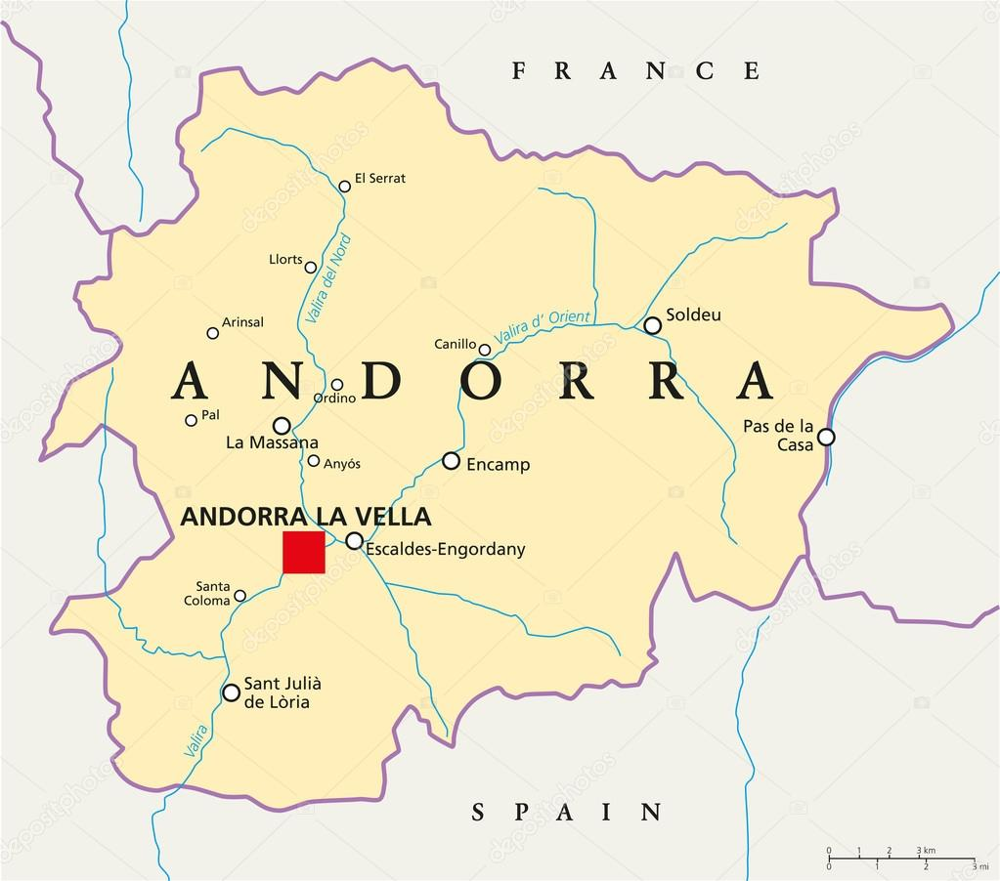 FRANCE
El Serrat
Valira del Nord
Llorts
Arinsal
Soldeu
Valira d' Orient
Canillo
ANDORRA
Ordino
Pal
La Massana
Anyós
Encamp
Pas de la
Casa
ANDORRA LA VELLA
Escaldes-Engordany
Santa
Coloma
Sant Julià
de Lòria
Valira
SPAIN
0 1 2 3 km
0 1 2 3 mi
depositphotos